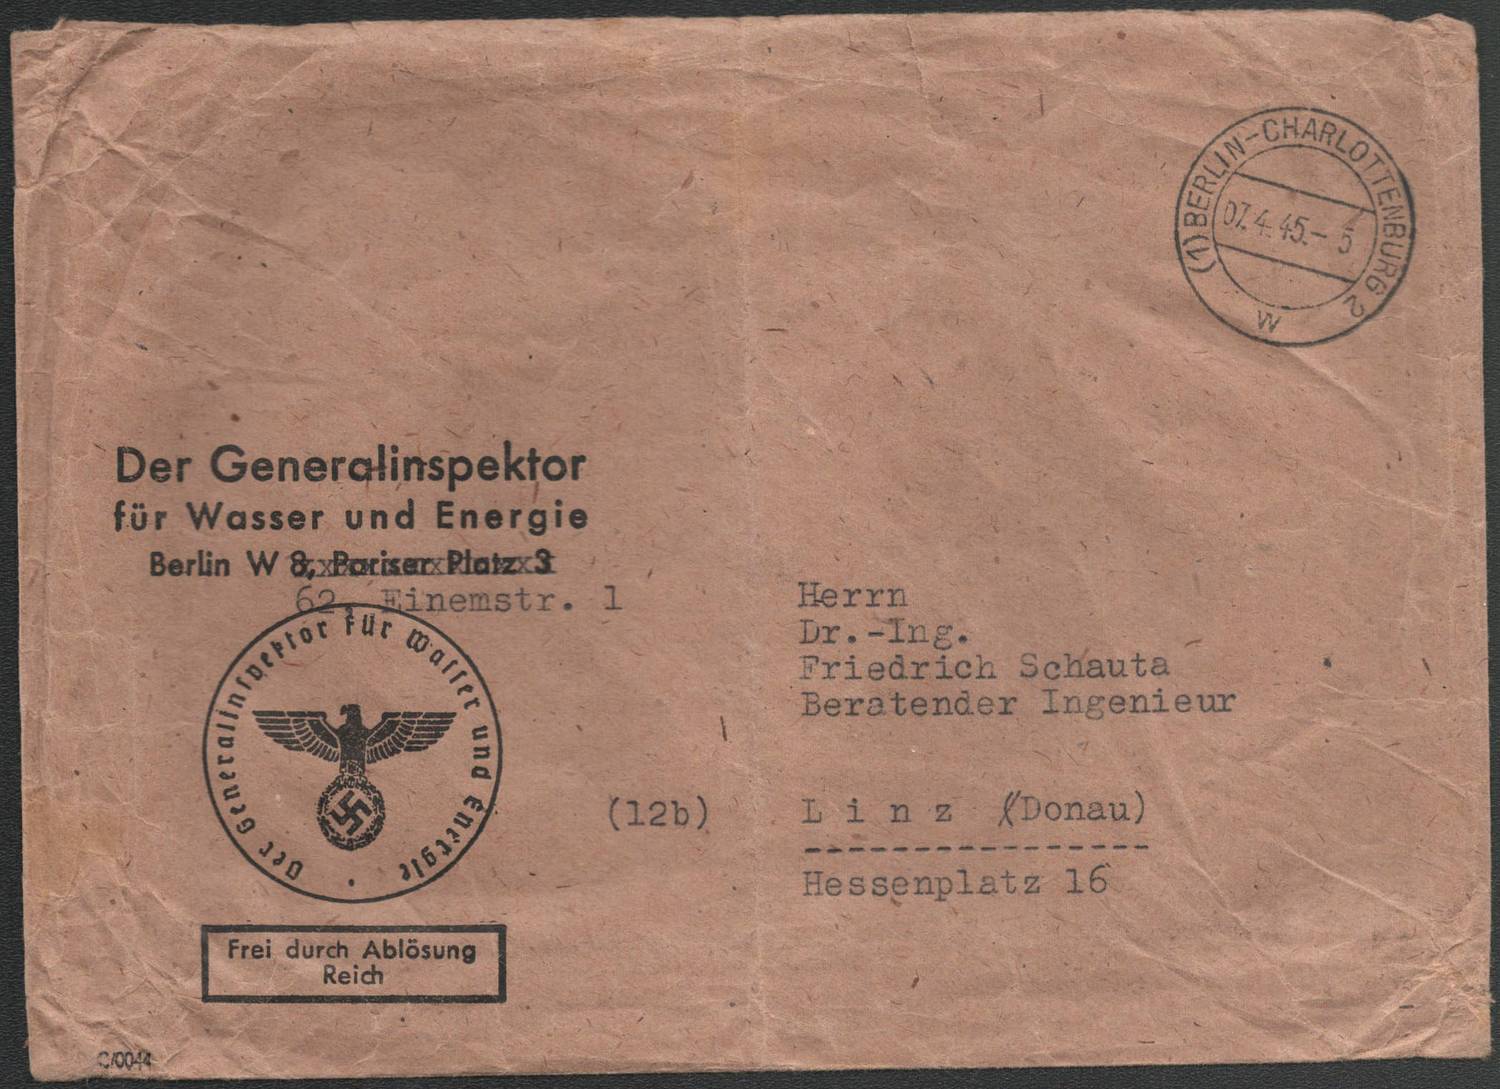 (1) BERLIN-CHARLOTTENBURG 2
07.4.45.- 5
w
Der Generalinspektor
für Wasser und Energie
Berlin W 8, Pariser Platz 3
62, Einemstr. 1
Der Generalinspektor für Wasser und Energie
Herrn
Dr.-Ing.
Friedrich Schauta
Beratender Ingenieur
(12b) Linz (Donau)
Hessenplatz 16
Frei durch Ablösung
Reich
C/0044